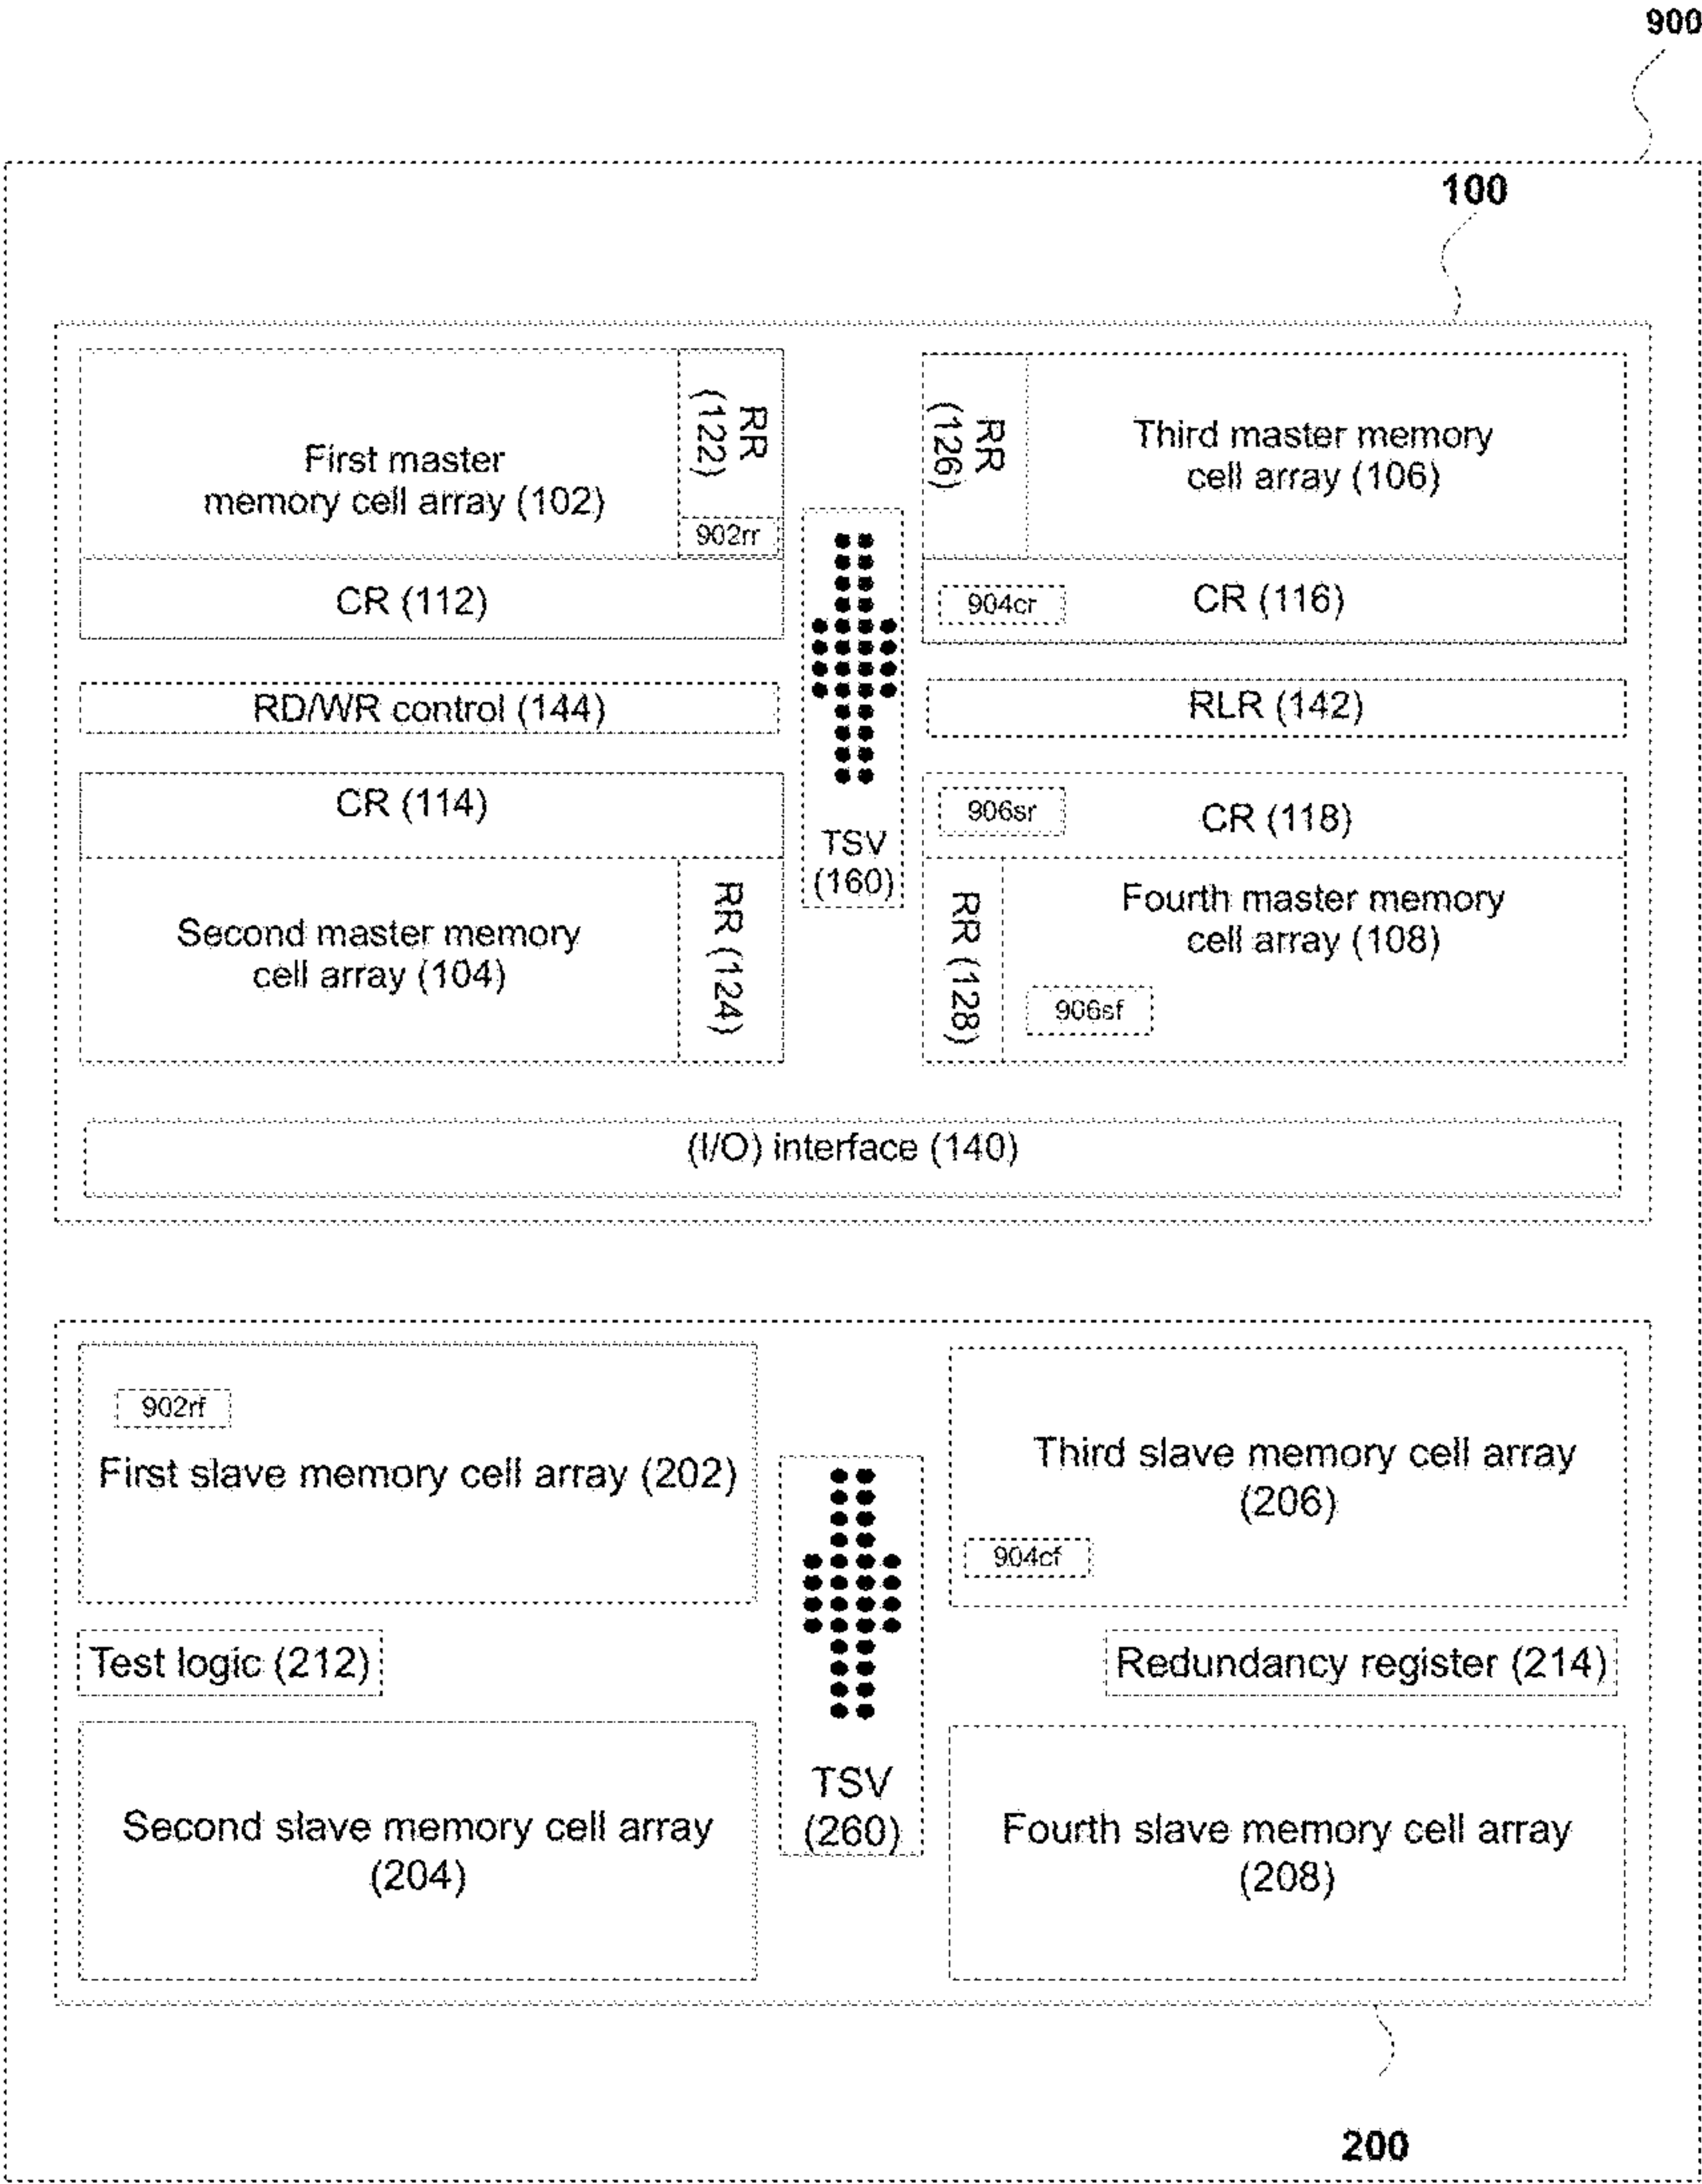 900
100
First master
memory cell array (102)
RR
(122)
902rr
CR (112)
RR
(126)
Third master memory
cell array (106)
904cr
CR (116)
RD/WR control (144)
RLR (142)
CR (114)
Second master memory
cell array (104)
RR (124)
TSV
(160)
906sr
CR (118)
RR (128)
Fourth master memory
cell array (108)
906sf
(I/O) interface (140)
902rf
First slave memory cell array (202)
Third slave memory cell array
(206)
904cf
Test logic (212)
Redundancy register (214)
TSV
(260)
Second slave memory cell array
(204)
Fourth slave memory cell array
(208)
200